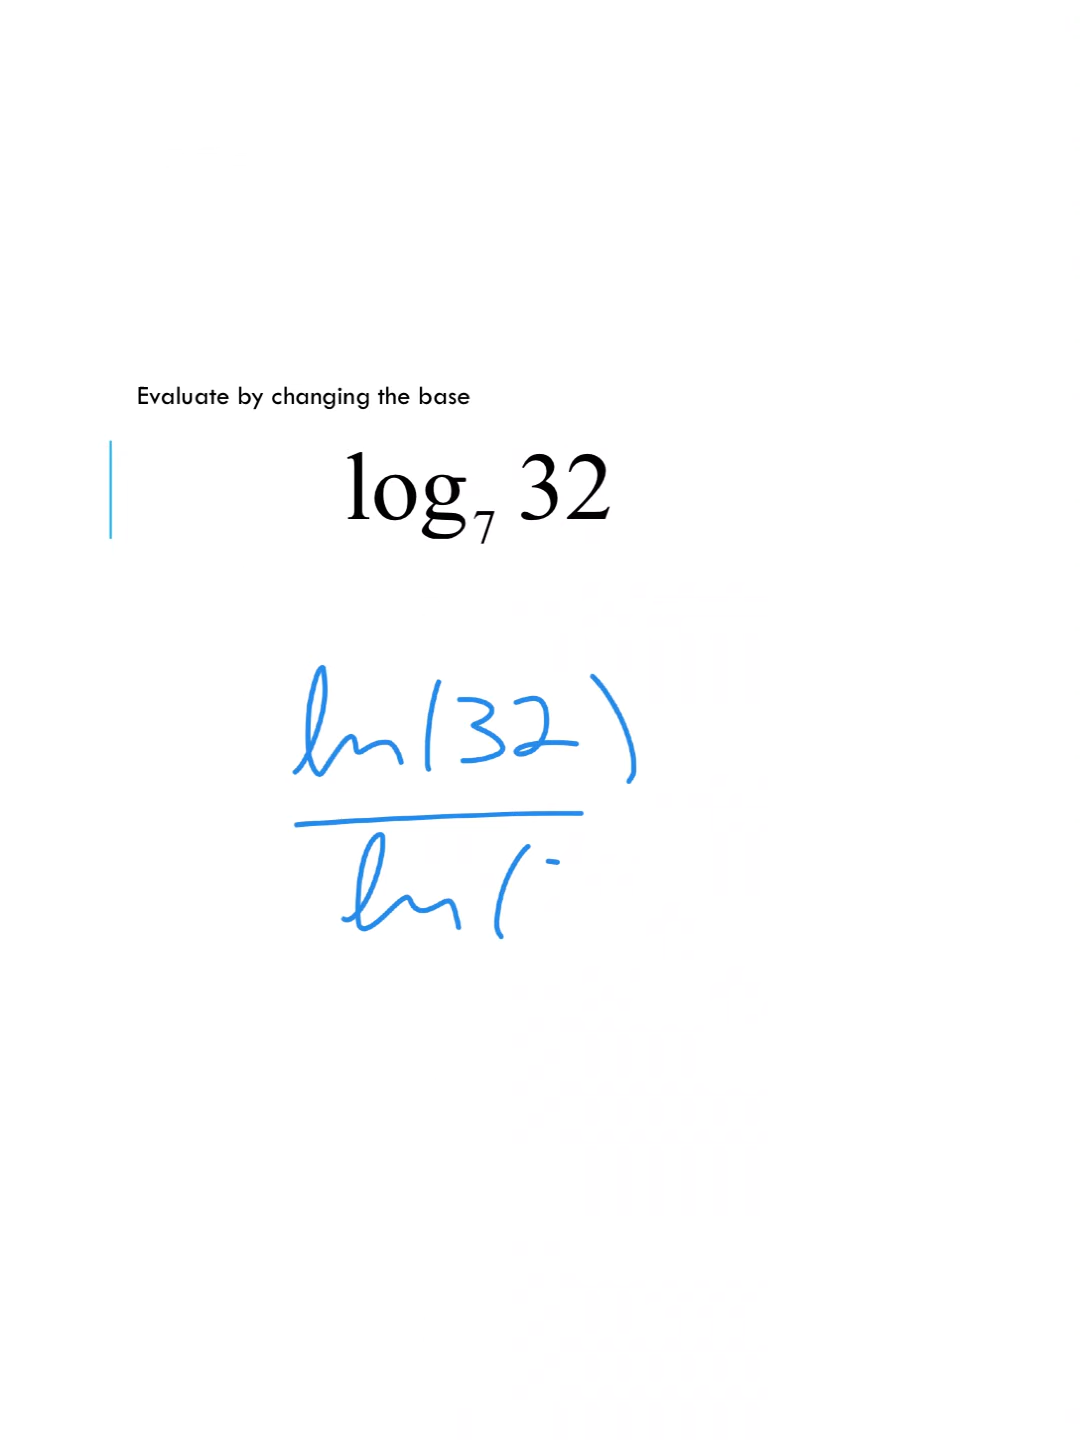 Evaluate by changing the base
log₇ 32
ln(32)
ln(